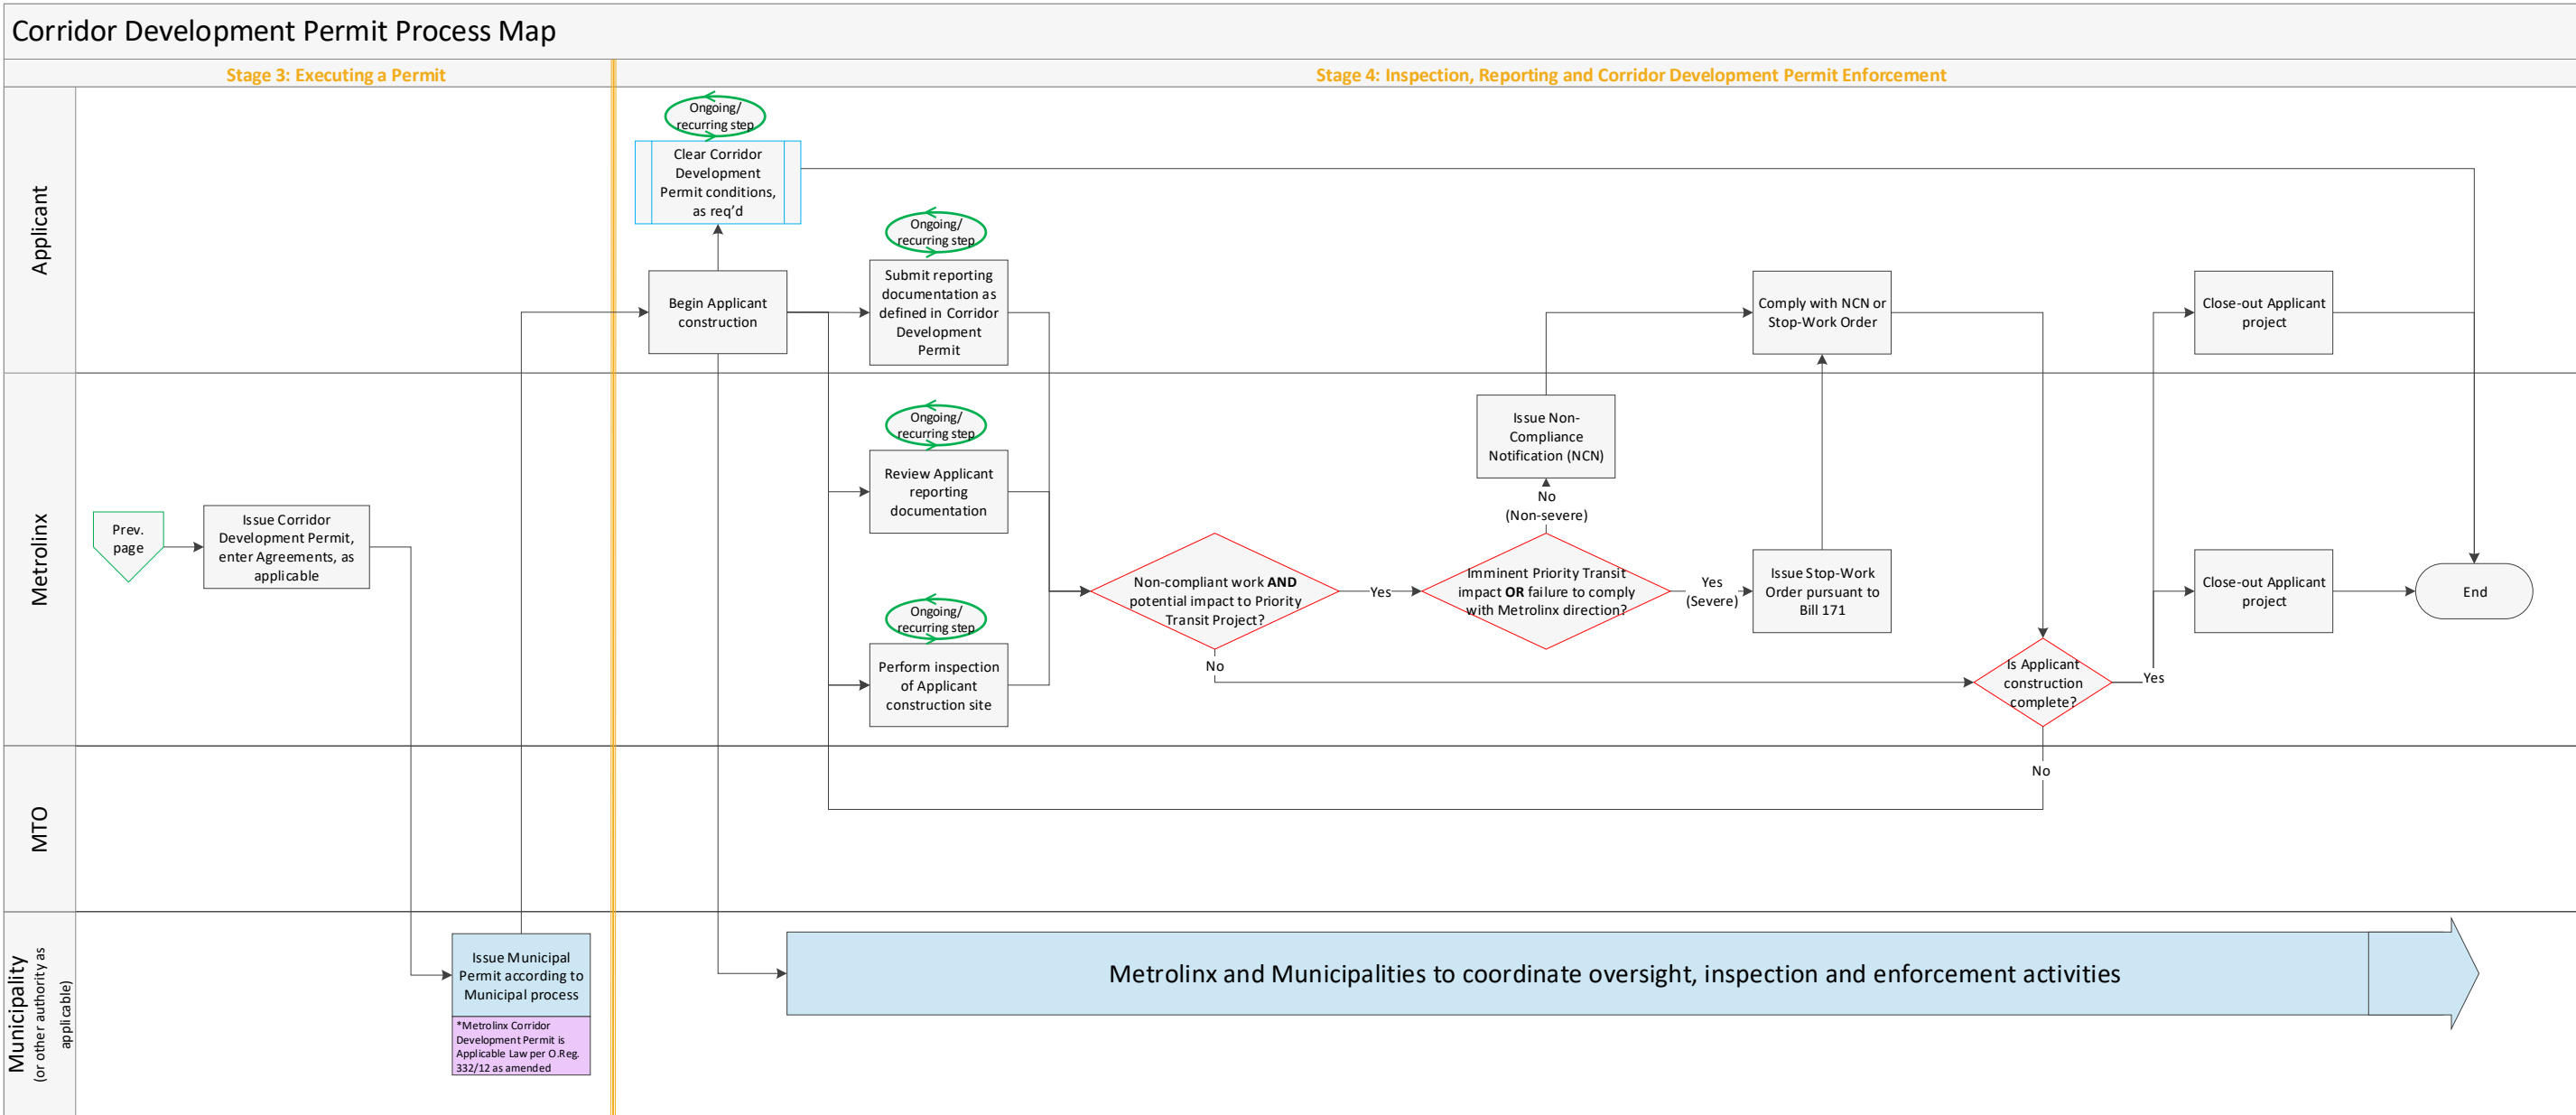 Corridor Development Permit Process Map
Stage 3: Executing a Permit
Stage 4: Inspection, Reporting and Corridor Development Permit Enforcement
Applicant
Ongoing/
recurring step
Clear Corridor
Development
Permit conditions,
as req’d
Begin Applicant
construction
Ongoing/
recurring step
Submit reporting
documentation as
defined in Corridor
Development
Permit
Comply with NCN or
Stop-Work Order
Close-out Applicant
project
Metrolinx
Prev.
page
Issue Corridor
Development Permit,
enter Agreements, as
applicable
Ongoing/
recurring step
Review Applicant
reporting
documentation
Ongoing/
recurring step
Perform inspection
of Applicant
construction site
Non-compliant work AND
potential impact to Priority
Transit Project?
Yes
No
Imminent Priority Transit
impact OR failure to comply
with Metrolinx direction?
No
(Non-severe)
Issue Non-
Compliance
Notification (NCN)
Yes
(Severe)
Issue Stop-Work
Order pursuant to
Bill 171
Is Applicant
construction
complete?
Yes
No
Close-out Applicant
project
End
MTO
Municipality
(or other authority as
applicable)
Issue Municipal
Permit according to
Municipal process
*Metrolinx Corridor
Development Permit is
Applicable Law per O.Reg.
332/12 as amended
Metrolinx and Municipalities to coordinate oversight, inspection and enforcement activities